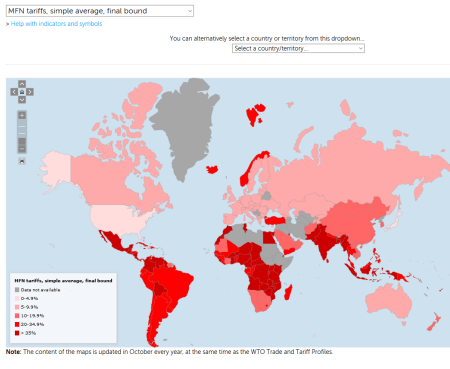 MFN tariffs, simple average, final bound
» Help with indicators and symbols
You can alternatively select a country or territory from this dropdown...
Select a country/territory...
MFN tariffs, simple average, final bound
Data not available
0-4.9%
5-9.9%
10-19.9%
20-34.9%
> 35%
Note: The content of the maps is updated in October every year, at the same time as the WTO Trade and Tariff Profiles.